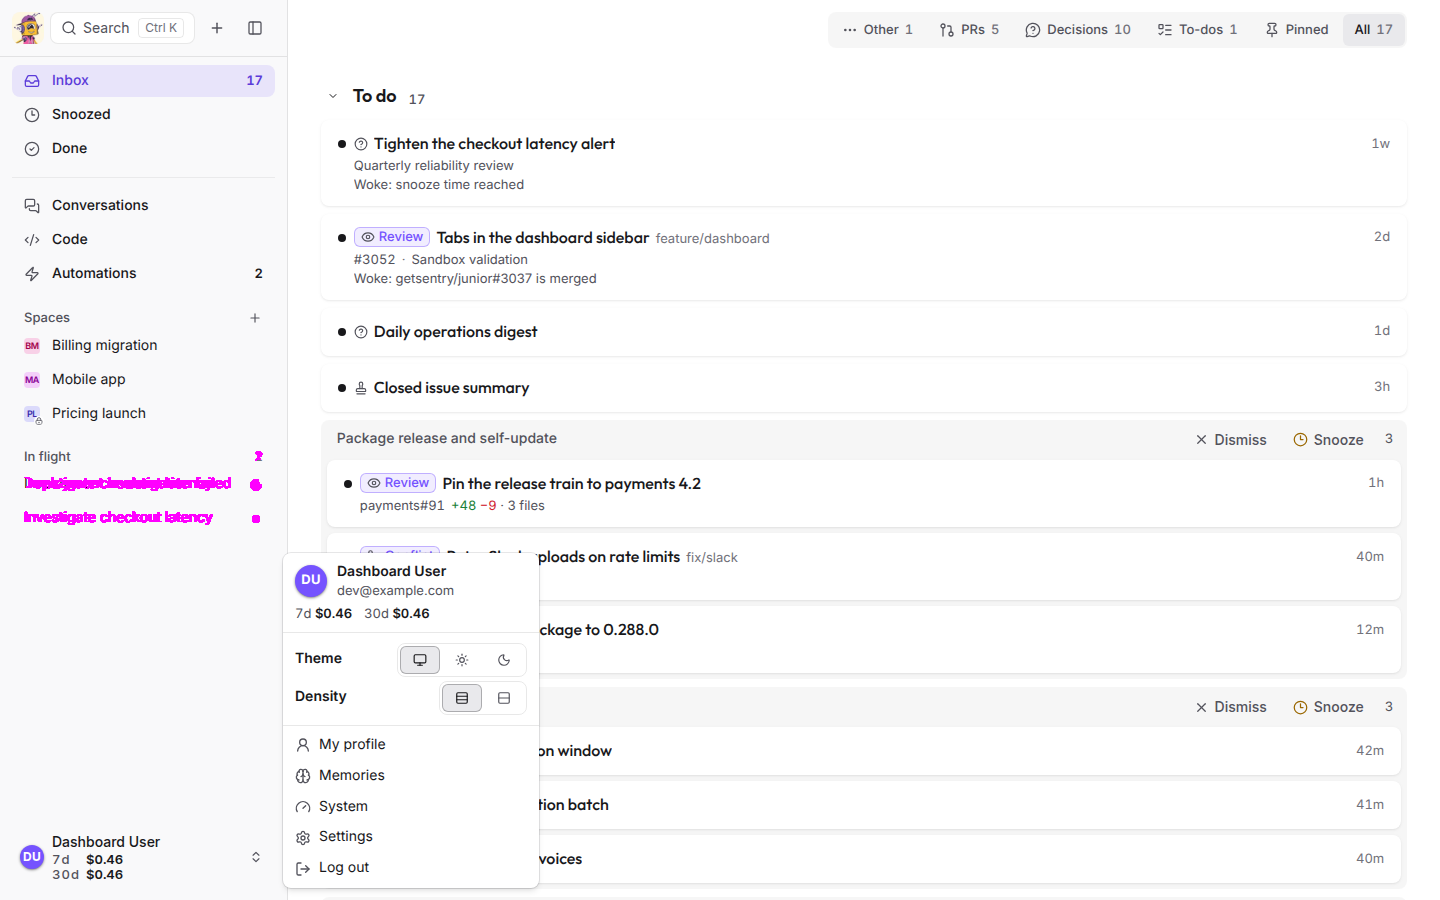 Search Ctrl K
Inbox 17
Snoozed
Done
Conversations
Code
Automations 2
Spaces
BM Billing migration
MA Mobile app
PL Pricing launch
In flight
Investigate checkout latency
DU Dashboard User
7d $0.46
30d $0.46
Other 1 PRs 5 Decisions 10 To-dos 1 Pinned All 17
To do 17
Tighten the checkout latency alert 1w
Quarterly reliability review
Woke: snooze time reached
Review Tabs in the dashboard sidebar feature/dashboard 2d
#3052 · Sandbox validation
Woke: getsentry/junior#3037 is merged
Daily operations digest 1d
Closed issue summary 3h
Package release and self-update Dismiss Snooze 3
Review Pin the release train to payments 4.2 1h
payments#91 +48 −9 · 3 files
uploads on rate limits fix/slack 40m
ckage to 0.288.0 12m
Dismiss Snooze 3
on window 42m
tion batch 41m
voices 40m
DU Dashboard User
dev@example.com
7d $0.46 30d $0.46
Theme
Density
My profile
Memories
System
Settings
Log out